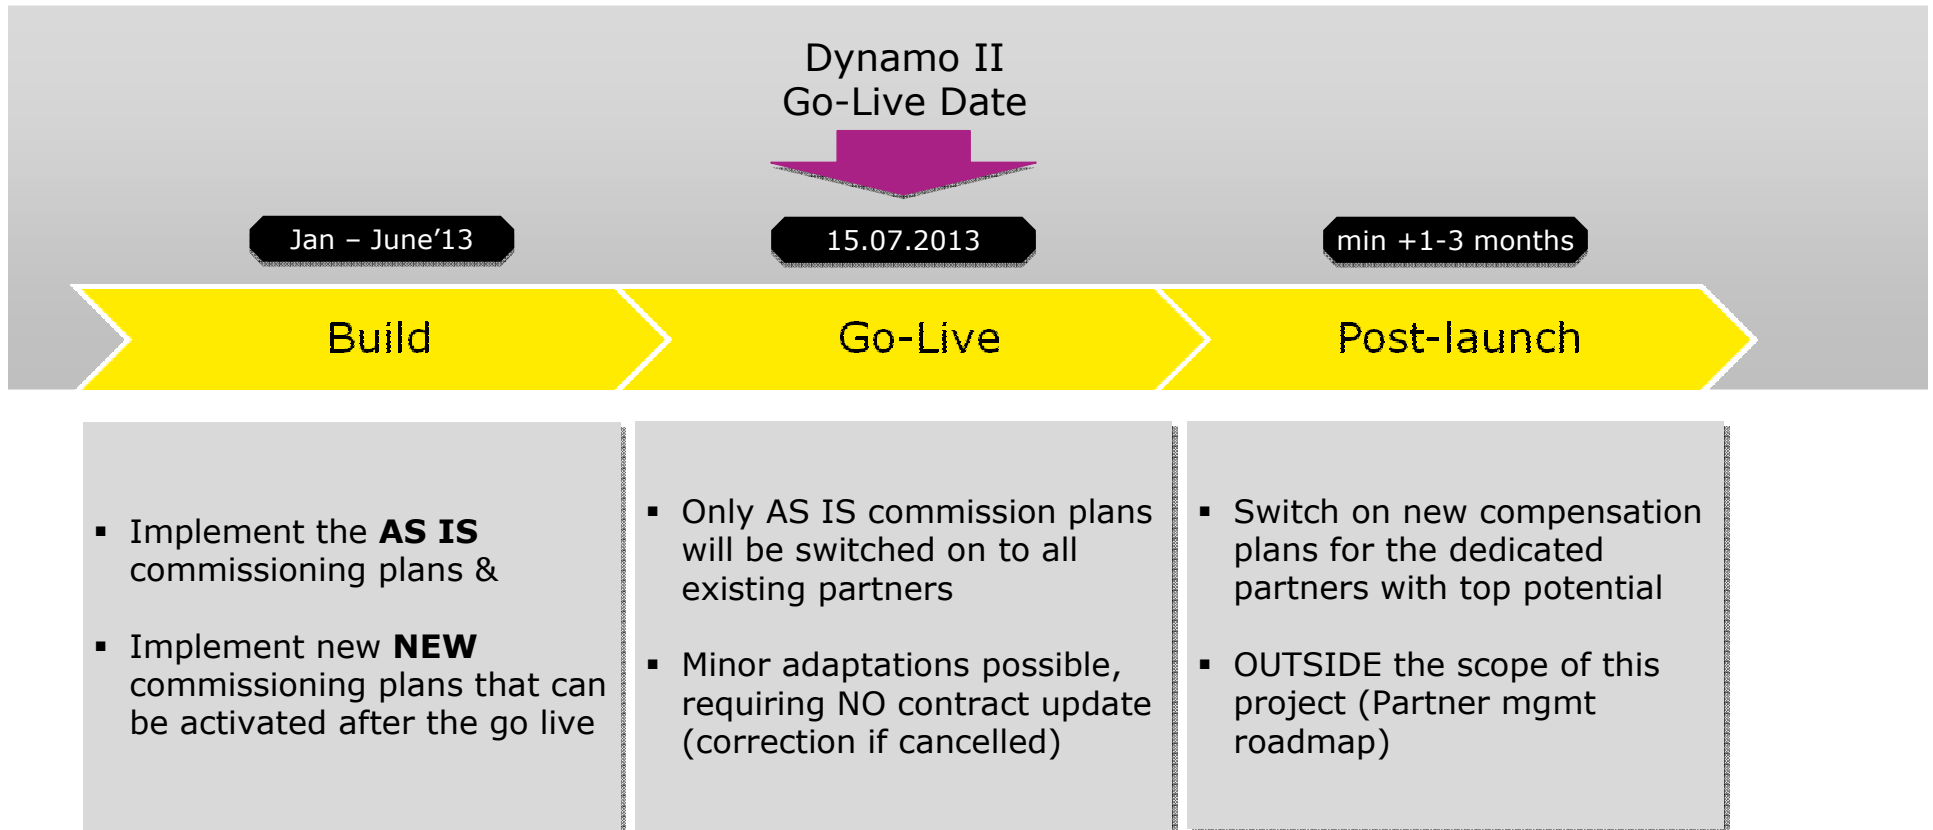 Dynamo II
Go-Live Date
Jan – June’13
15.07.2013
min +1-3 months
Build
Go-Live
Post-launch
▪ Implement the AS IS
commissioning plans &
▪ Implement new NEW
commissioning plans that can
be activated after the go live
▪ Only AS IS commission plans
will be switched on to all
existing partners
▪ Minor adaptations possible,
requiring NO contract update
(correction if cancelled)
▪ Switch on new compensation
plans for the dedicated
partners with top potential
▪ OUTSIDE the scope of this
project (Partner mgmt
roadmap)